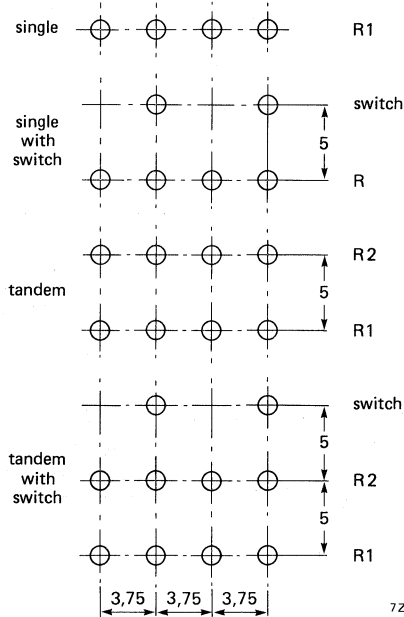 single R1
switch
single
with
switch
5
R
R2
tandem
5
R1
switch
5
tandem
with
switch
R2
5
R1
3,75 3,75 3,75
72